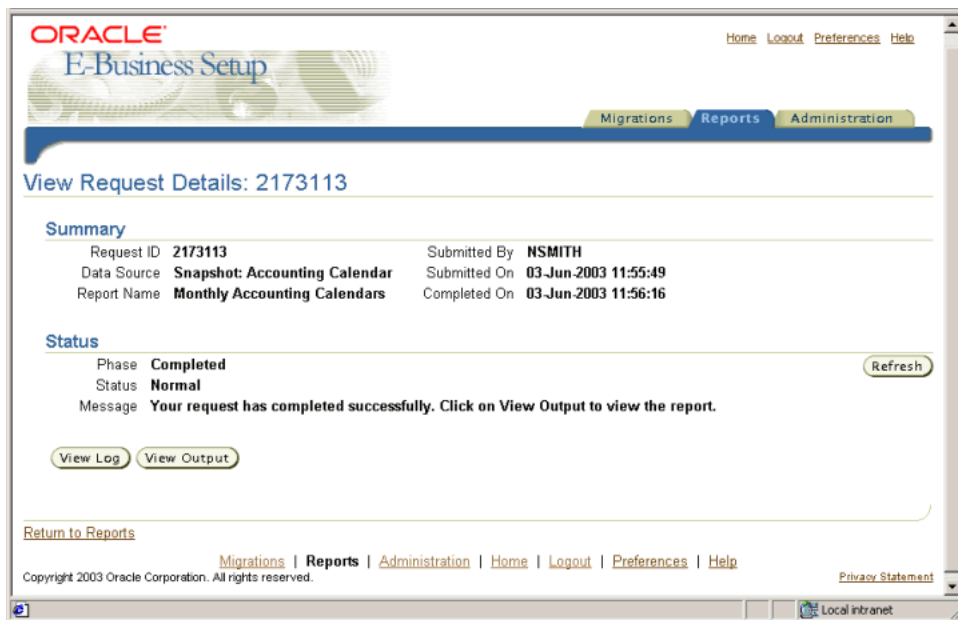 ORACLE®
E-Business Setup
Home Logout Preferences Help
Migrations Reports Administration
View Request Details: 2173113
Summary
Request ID 2173113 Submitted By NSMITH
Data Source Snapshot: Accounting Calendar Submitted On 03-Jun-2003 11:55:49
Report Name Monthly Accounting Calendars Completed On 03-Jun-2003 11:56:16
Status
Phase Completed
Refresh
Status Normal
Message Your request has completed successfully. Click on View Output to view the report.
View Log View Output
Return to Reports
Migrations | Reports | Administration | Home | Logout | Preferences | Help
Copyright 2003 Oracle Corporation. All rights reserved. Privacy Statement
Local intranet